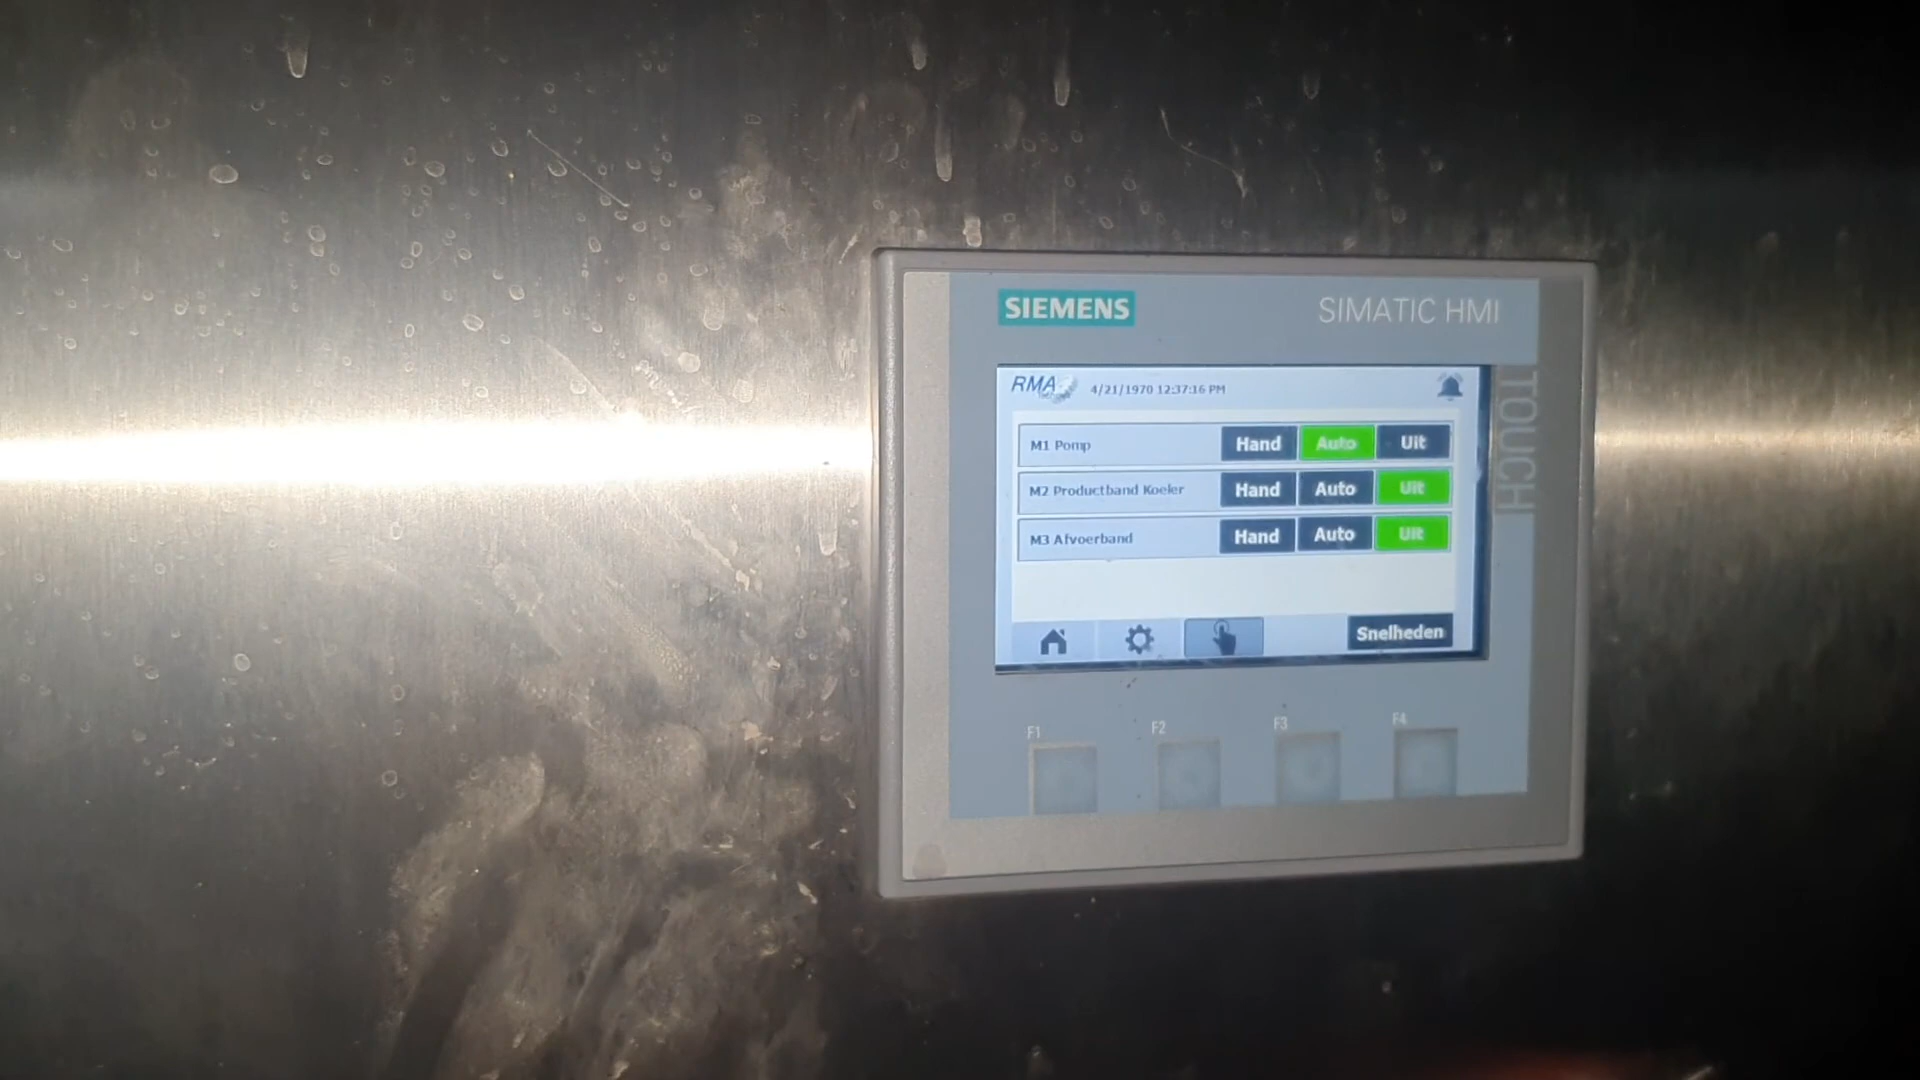 SIEMENS SIMATIC HMI
TOUCH
RMA 4/21/1970 12:37:16 PM
M1 Pomp Hand Auto Uit
M2 Productband Koeler Hand Auto Uit
M3 Afvoerband Hand Auto Uit
Snelheden
F1 F2 F3 F4